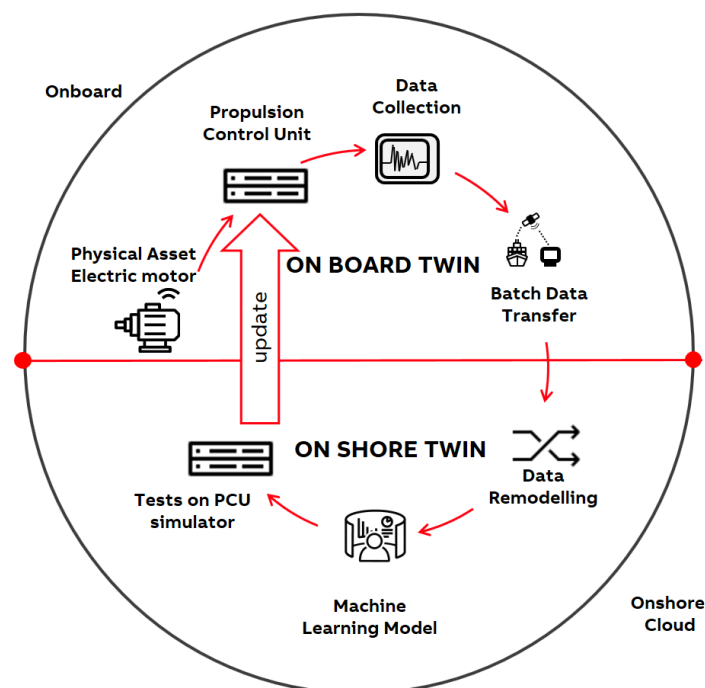 Onboard
Data
Collection
Propulsion
Control Unit
Physical Asset
Electric motor
ON BOARD TWIN
Batch Data
Transfer
update
ON SHORE TWIN
Data
Remodelling
Tests on PCU
simulator
Machine
Learning Model
Onshore
Cloud